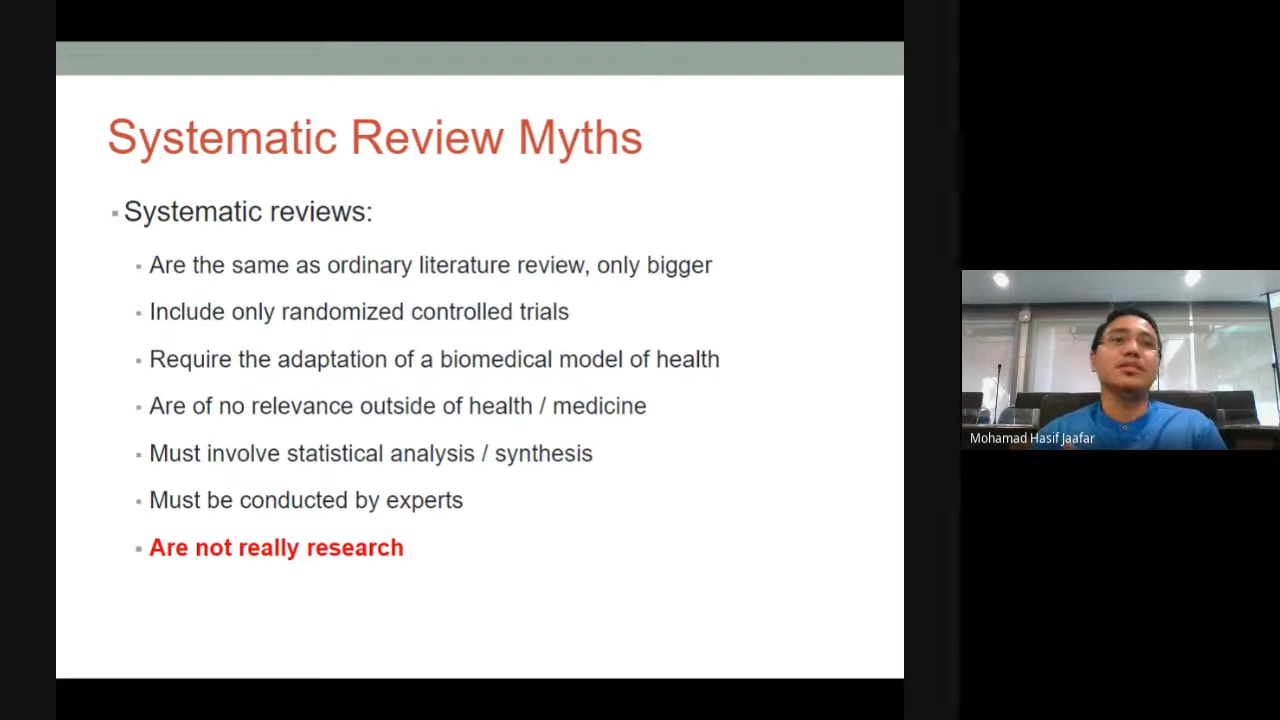 Systematic Review Myths
Systematic reviews:
Are the same as ordinary literature review, only bigger
Include only randomized controlled trials
Require the adaptation of a biomedical model of health
Are of no relevance outside of health / medicine
Must involve statistical analysis / synthesis
Must be conducted by experts
Are not really research
Mohamad Hasif Jaafar